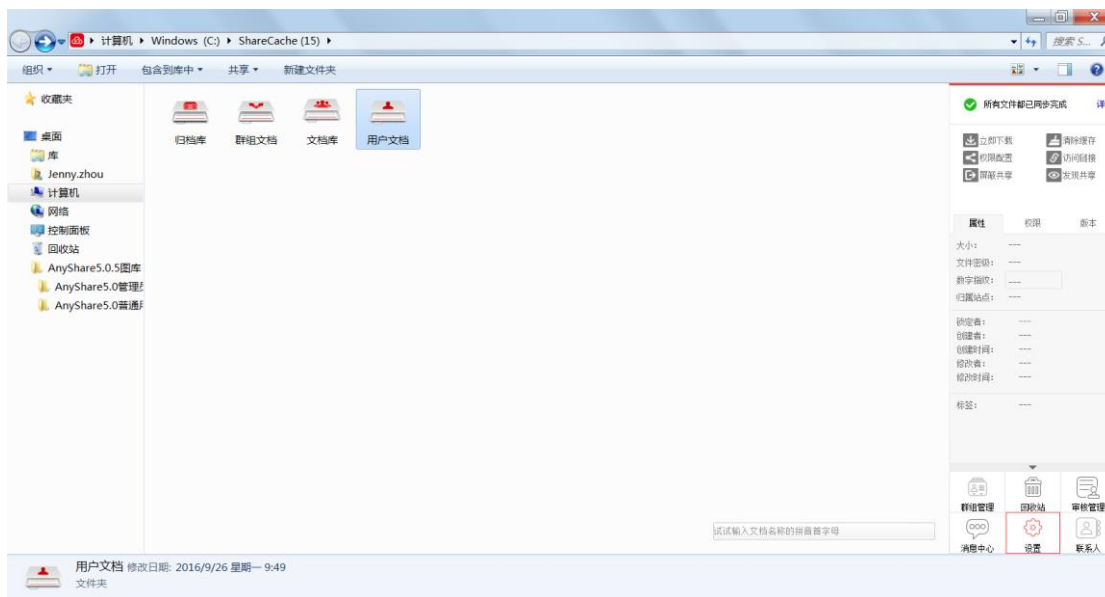 计算机 ▸ Windows (C:) ▸ ShareCache (15) ▸
搜索 S...
组织 打开 包含到库中 共享 新建文件夹
收藏夹
桌面
库
Jenny.zhou
计算机
网络
控制面板
回收站
AnyShare5.0.5图库
AnyShare5.0管理
AnyShare5.0普通
归档库 群组文档 文档库 用户文档
试试输入文档名称的拼音首字母
所有文件都已同步完成 详
立即下载 清除缓存
权限配置 访问链接
屏蔽共享 发现共享
属性 权限 版本
大小： ---
文件密级： ---
数字指纹： ---
归属站点： ---
锁定者： ---
创建者： ---
创建时间： ---
修改者： ---
修改时间： ---
标签： ---
群组管理 回收站 审核管理
消息中心 设置 联系人
用户文档 修改日期: 2016/9/26 星期一 9:49
文件夹